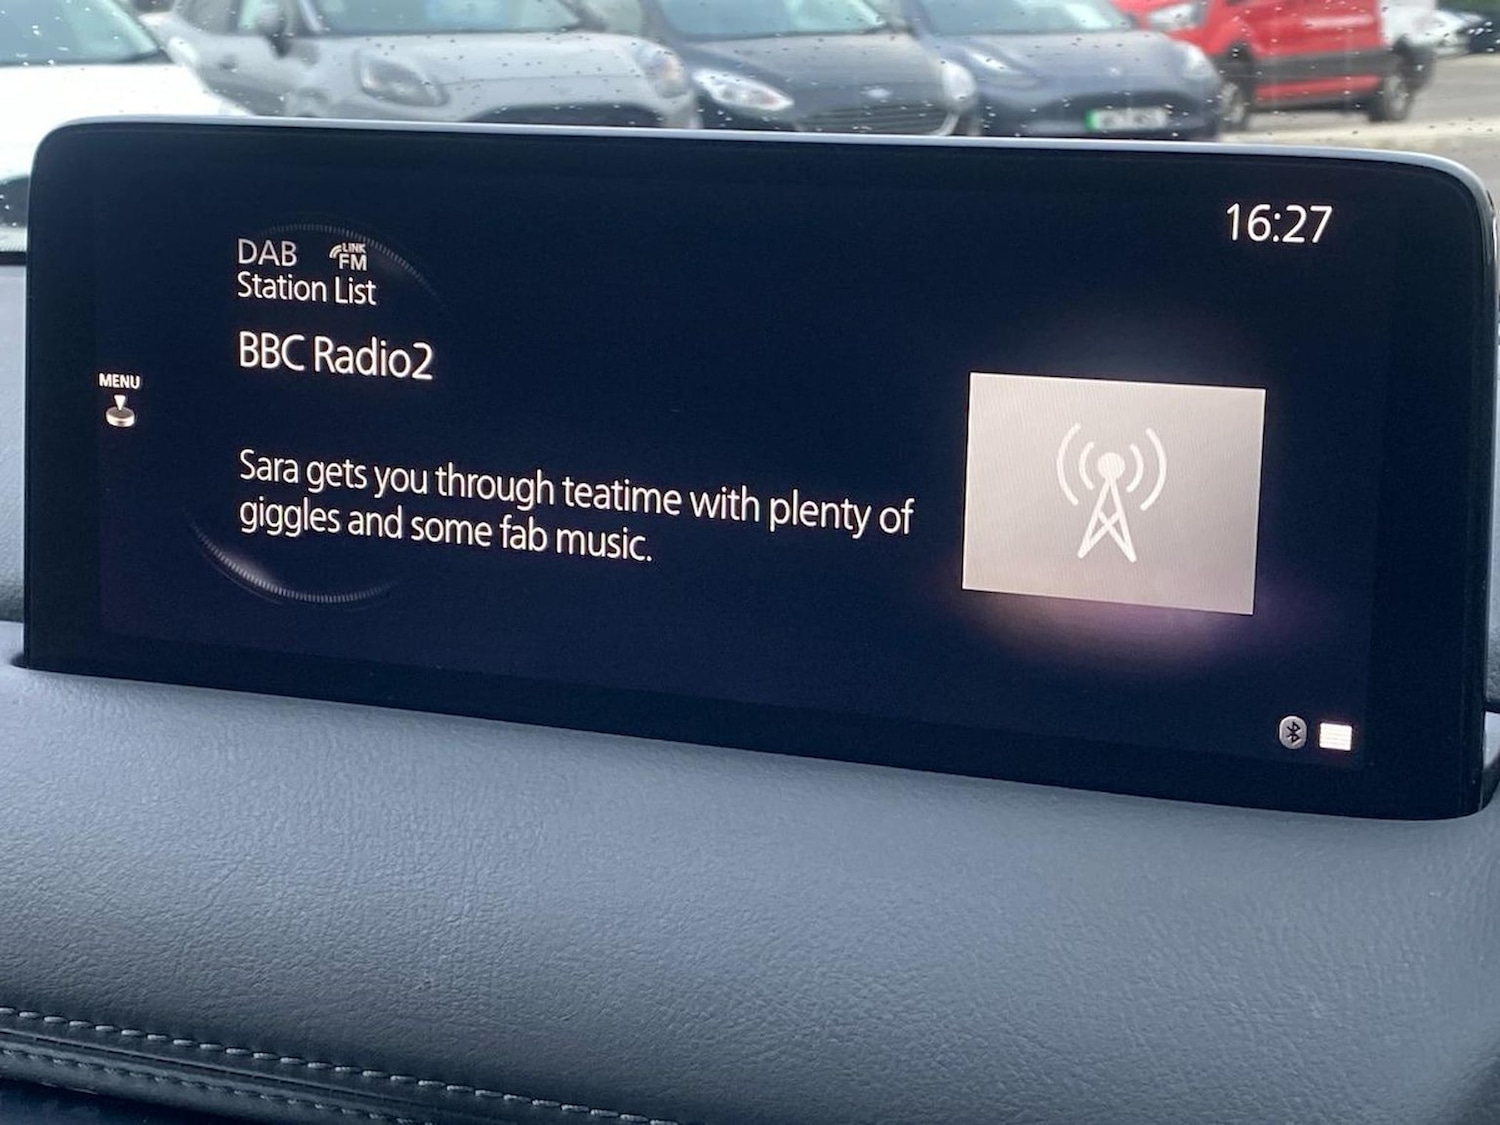 16:27
DAB LINK FM
Station List
BBC Radio2
MENU
Sara gets you through teatime with plenty of
giggles and some fab music.